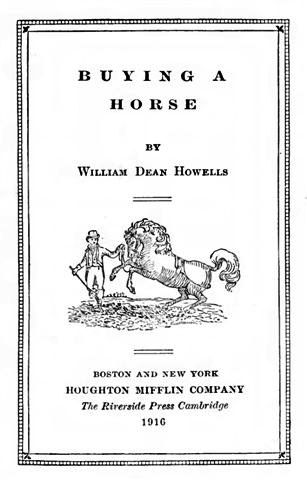 BUYING A
HORSE
BY
WILLIAM DEAN HOWELLS
BOSTON AND NEW YORK
HOUGHTON MIFFLIN COMPANY
The Riverside Press Cambridge
1916